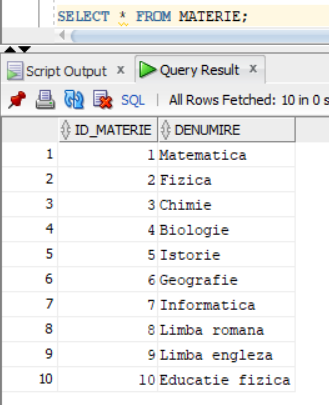 SELECT * FROM MATERIE;
Script Output x Query Result x
SQL | All Rows Fetched: 10 in 0 s
ID_MATERIE DENUMIRE
1 1 Matematica
2 2 Fizica
3 3 Chimie
4 4 Biologie
5 5 Istorie
6 6 Geografie
7 7 Informatica
8 8 Limba romana
9 9 Limba engleza
10 10 Educatie fizica